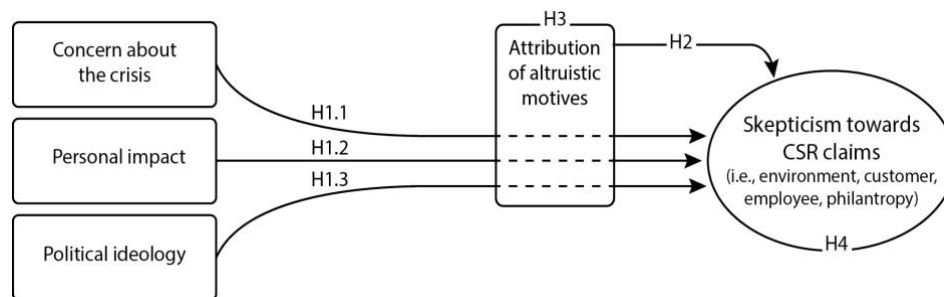 Concern about
the crisis
Personal impact
Political ideology
H1.1
H1.2
H1.3
H3
Attribution
of altruistic
motives
H2
Skepticism towards
CSR claims
(i.e., environment, customer,
employee, philanthropy)
H4